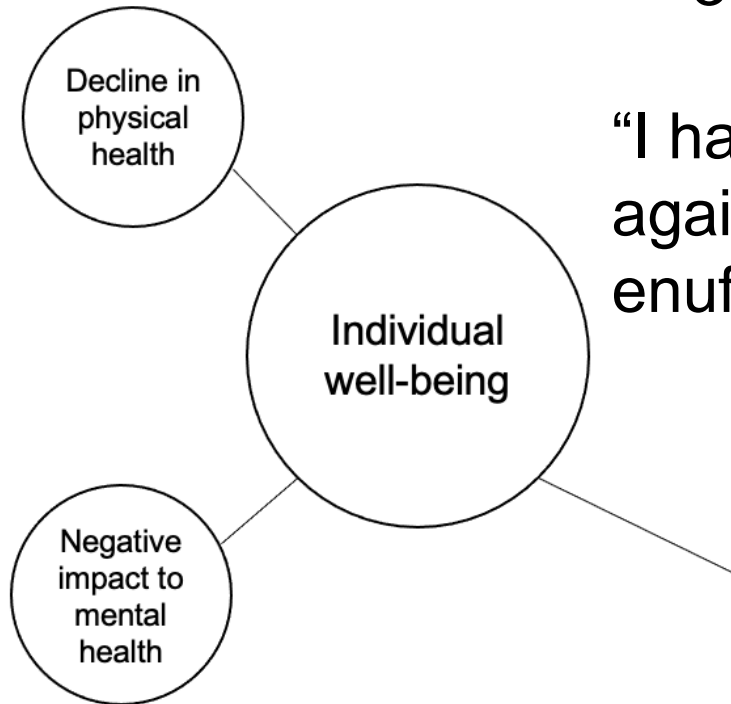 Decline in
physical
health
“I ha
agai
enuf
Individual
well-being
Negative
impact to
mental
health